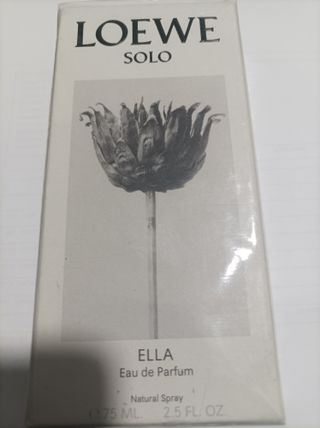 LOEWE
SOLO
ELLA
Eau de Parfum
Natural Spray
℮ 75 ML. 2.5 FL. OZ.